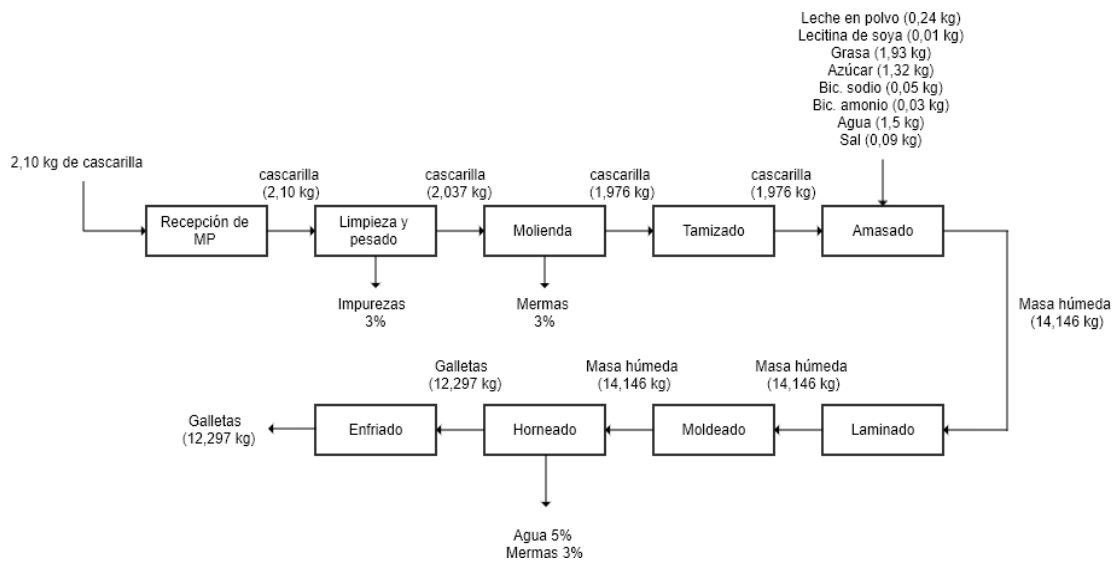 Leche en polvo (0,24 kg)
Lecitina de soya (0,01 kg)
Grasa (1,93 kg)
Azúcar (1,32 kg)
Bic. sodio (0,05 kg)
Bic. amonio (0,03 kg)
Agua (1,5 kg)
Sal (0,09 kg)
2,10 kg de cascarilla
cascarilla
(2,10 kg)
cascarilla
(2,037 kg)
cascarilla
(1,976 kg)
cascarilla
(1,976 kg)
Recepción de
MP
Limpieza y
pesado
Molienda
Tamizado
Amasado
Impurezas
3%
Mermas
3%
Masa húmeda
(14,146 kg)
Galletas
(12,297 kg)
Masa húmeda
(14,146 kg)
Masa húmeda
(14,146 kg)
Galletas
(12,297 kg)
Enfriado
Horneado
Moldeado
Laminado
Agua 5%
Mermas 3%